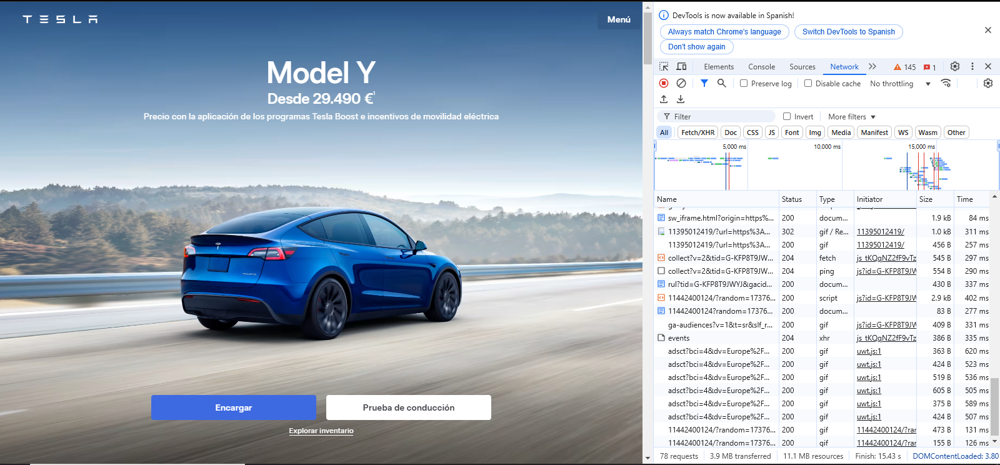 TESLA
Menú
Model Y
Desde 29.490 €¹
Precio con la aplicación de los programas Tesla Boost e incentivos de movilidad eléctrica
Encargar
Prueba de conducción
Explorar inventario
DevTools is now available in Spanish!
Always match Chrome's language
Switch DevTools to Spanish
Don't show again
Elements Console Sources Network 145 1
Preserve log Disable cache No throttling
Filter Invert More filters
All Fetch/XHR Doc CSS JS Font Img Media Manifest WS Wasm Other
5,000 ms 10,000 ms 15,000 ms
Name Status Type Initiator Size Time
sw_iframe.html?origin=https%... 200 docum... 1.9 kB 84 ms
11395012419/?url=https%3A... 302 gif / Re... 11395012419/ 1.0 kB 311 ms
11395012419/?url=https%3A... 200 gif 11395012419/ 456 B 257 ms
collect?v=2&tid=G-KFP8T9JW... 204 fetch js_tKQqNZ2fF9vTz 545 B 297 ms
collect?v=2&tid=G-KFP8T9JW... 204 ping js?id=G-KFP8T9JW 554 B 290 ms
rul?tid=G-KFP8T9JWYJ&gacid... 200 docum... 430 B 337 ms
11442400124/?random=17376... 200 script js?id=G-KFP8T9JW 2.9 kB 402 ms
11442400124?random=17376... 200 docum... 83 B 277 ms
ga-audiences?v=1&t=sr&slf_r... 200 gif js?id=G-KFP8T9JW 409 B 331 ms
events 204 xhr js_tKQqNZ2fF9vTz 386 B 335 ms
adsct?bci=4&dv=Europe%2F... 200 gif uwt.js:1 363 B 620 ms
adsct?bci=4&dv=Europe%2F... 200 gif uwt.js:1 424 B 523 ms
adsct?bci=4&dv=Europe%2F... 200 gif uwt.js:1 519 B 536 ms
adsct?bci=4&dv=Europe%2F... 200 gif uwt.js:1 605 B 505 ms
adsct?bci=4&dv=Europe%2F... 200 gif uwt.js:1 375 B 589 ms
adsct?bci=4&dv=Europe%2F... 200 gif uwt.js:1 424 B 507 ms
11442400124/?random=17376... 200 gif 11442400124/?rar 473 B 131 ms
11442400124/?random=17376... 200 gif 11442400124/?rar 155 B 126 ms
78 requests 3.9 MB transferred 11.1 MB resources Finish: 15.43 s DOMContentLoaded: 3.80